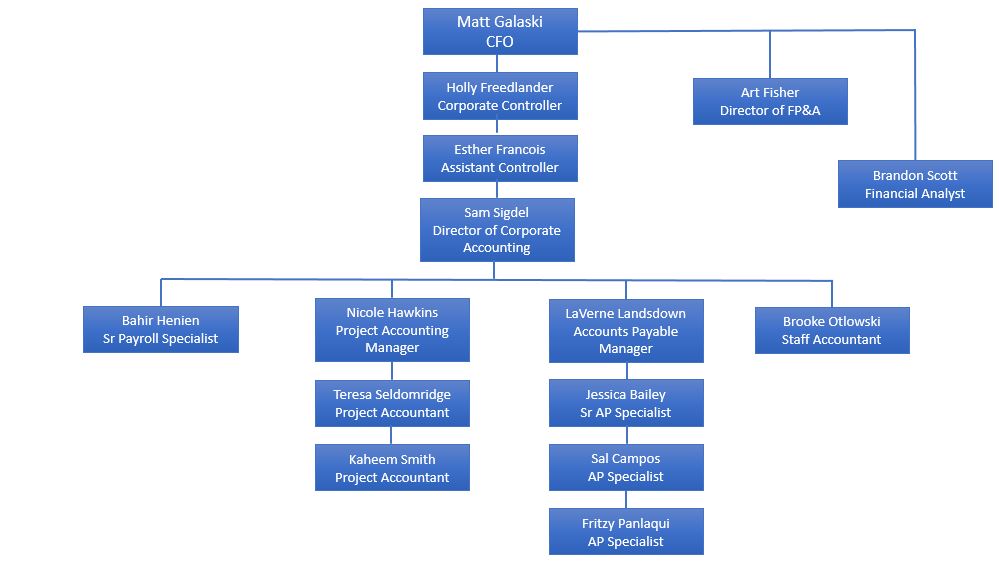 Matt Galaski
CFO
Holly Freedlander
Corporate Controller
Art Fisher
Director of FP&A
Esther Francois
Assistant Controller
Brandon Scott
Financial Analyst
Sam Sigdel
Director of Corporate
Accounting
Bahir Henien
Sr Payroll Specialist
Nicole Hawkins
Project Accounting
Manager
LaVerne Landsdown
Accounts Payable
Manager
Brooke Otlowski
Staff Accountant
Teresa Seldomridge
Project Accountant
Jessica Bailey
Sr AP Specialist
Kaheem Smith
Project Accountant
Sal Campos
AP Specialist
Fritzy Panlaqui
AP Specialist